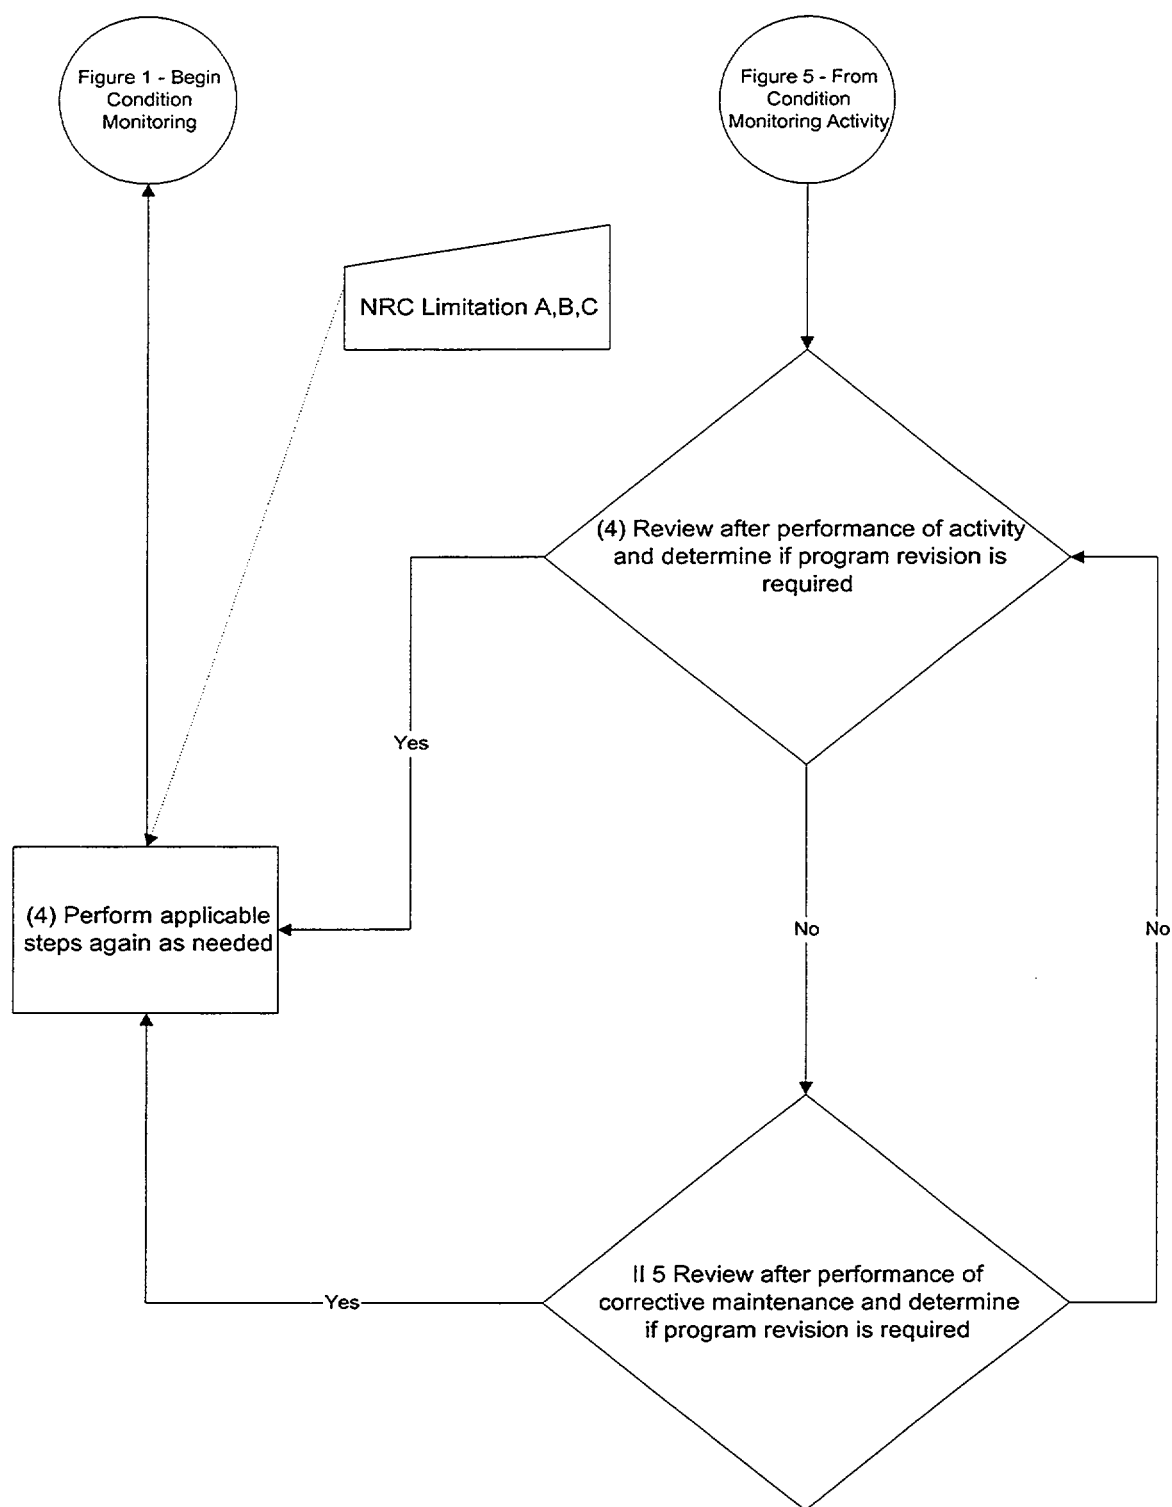 Figure 1 - Begin
Condition
Monitoring
Figure 5 - From
Condition
Monitoring Activity
NRC Limitation A,B,C
(4) Review after performance of activity
and determine if program revision is
required
Yes
(4) Perform applicable
steps again as needed
No
No
II 5 Review after performance of
corrective maintenance and determine
if program revision is required
Yes